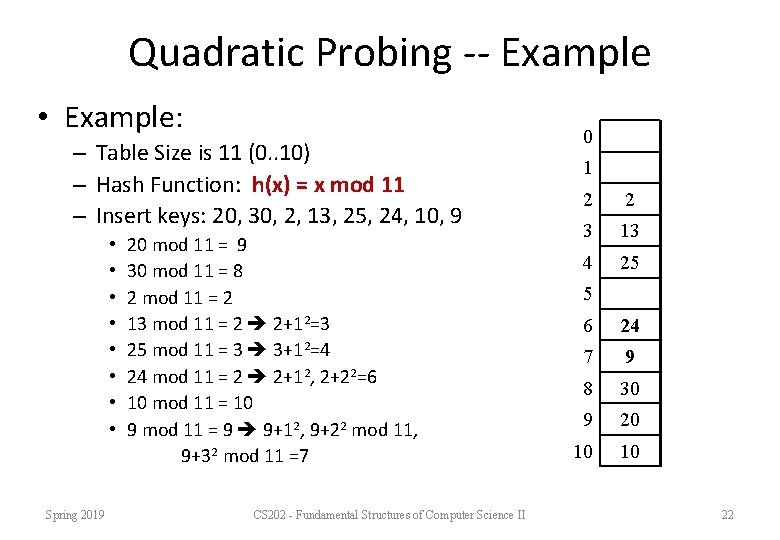 Quadratic Probing -- Example
• Example:
– Table Size is 11 (0..10)
– Hash Function: h(x) = x mod 11
– Insert keys: 20, 30, 2, 13, 25, 24, 10, 9
• 20 mod 11 = 9
• 30 mod 11 = 8
• 2 mod 11 = 2
• 13 mod 11 = 2 ➔ 2+1²=3
• 25 mod 11 = 3 ➔ 3+1²=4
• 24 mod 11 = 2 ➔ 2+1², 2+2²=6
• 10 mod 11 = 10
• 9 mod 11 = 9 ➔ 9+1², 9+2² mod 11,
9+3² mod 11 =7
0
1
2 2
3 13
4 25
5
6 24
7 9
8 30
9 20
10 10
Spring 2019 CS202 - Fundamental Structures of Computer Science II 22